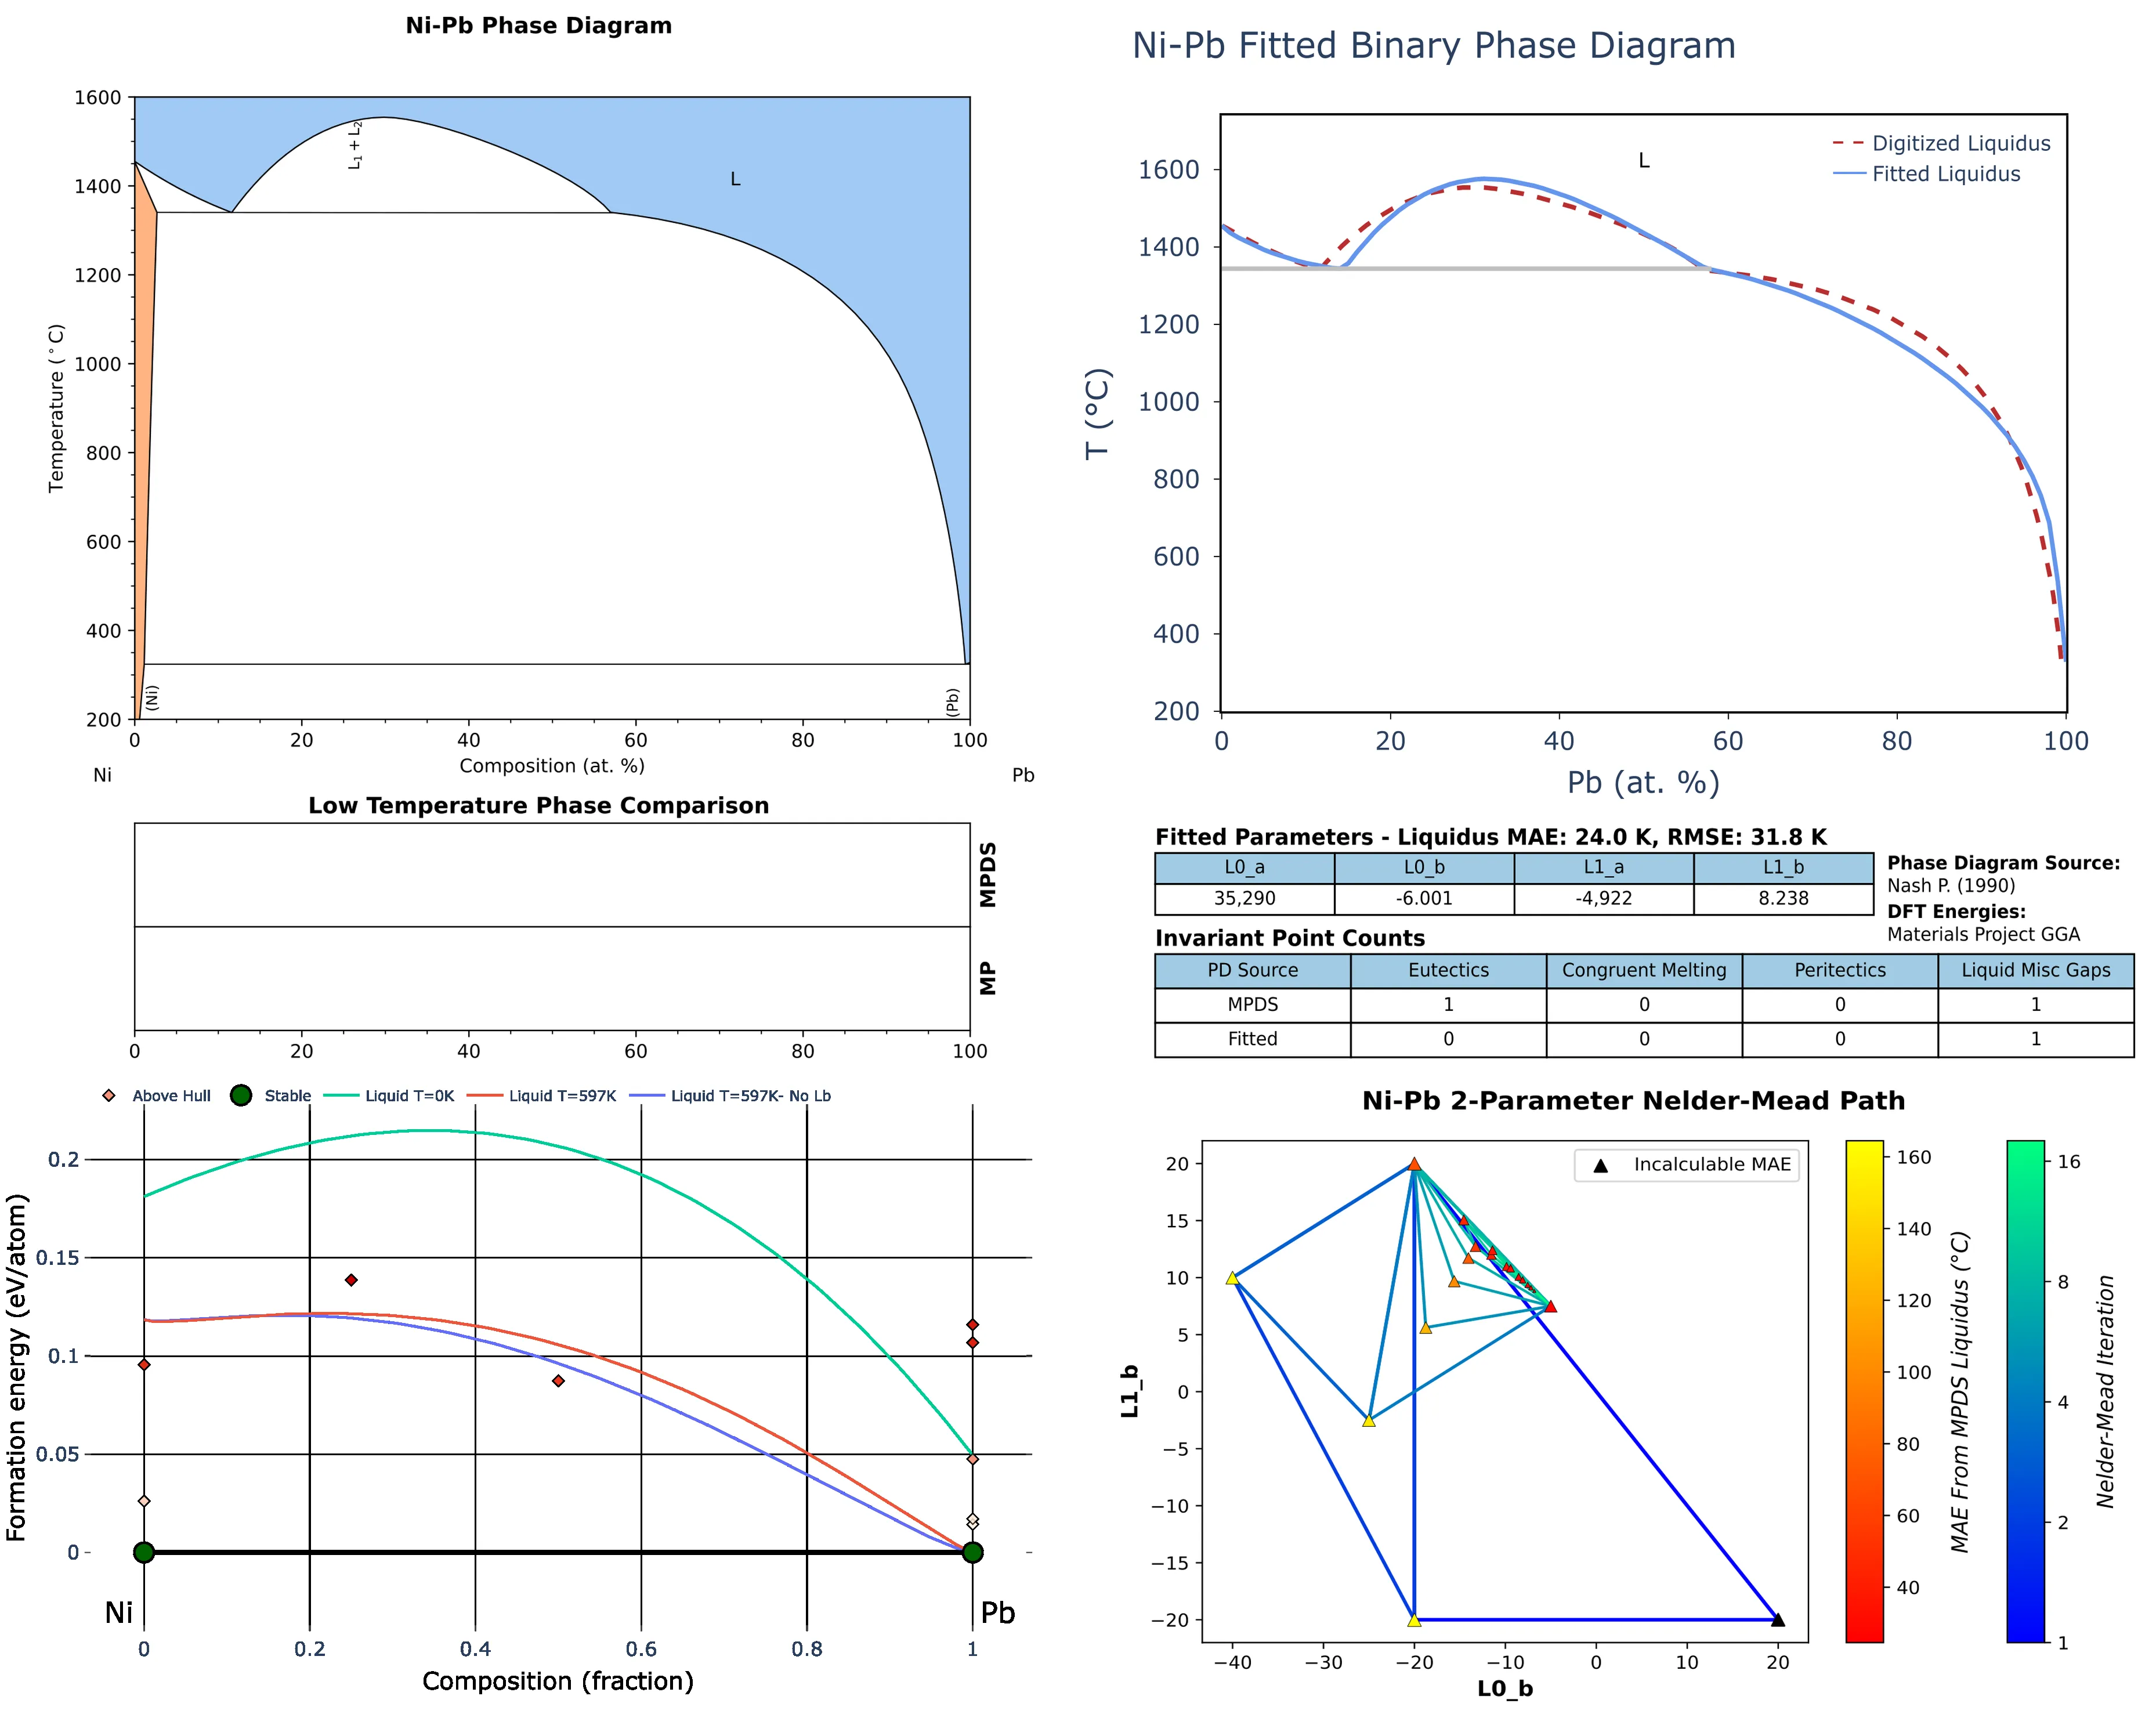 Ni-Pb Phase Diagram
1600
1400
1200
1000
800
600
400
200
Temperature (°C)
L₁ + L₂
L
(Ni)
(Pb)
0 20 40 60 80 100
Composition (at. %)
Ni Pb
Ni-Pb Fitted Binary Phase Diagram
Digitized Liquidus
Fitted Liquidus
L
1600
1400
1200
1000
800
600
400
200
T (°C)
0 20 40 60 80 100
Pb (at. %)
Low Temperature Phase Comparison
MPDS
MP
0 20 40 60 80 100
Fitted Parameters - Liquidus MAE: 24.0 K, RMSE: 31.8 K
L0_a L0_b L1_a L1_b
35,290 -6.001 -4,922 8.238
Phase Diagram Source:
Nash P. (1990)
DFT Energies:
Materials Project GGA
Invariant Point Counts
PD Source Eutectics Congruent Melting Peritectics Liquid Misc Gaps
MPDS 1 0 0 1
Fitted 0 0 0 1
Above Hull Stable Liquid T=0K Liquid T=597K Liquid T=597K- No Lb
0.2
0.15
0.1
0.05
0
Formation energy (eV/atom)
Ni Pb
0 0.2 0.4 0.6 0.8 1
Composition (fraction)
Ni-Pb 2-Parameter Nelder-Mead Path
Incalculable MAE
20
15
10
5
0
−5
−10
−15
−20
L1_b
−40 −30 −20 −10 0 10 20
L0_b
160
140
120
100
80
60
40
MAE From MPDS Liquidus (°C)
16
8
4
2
1
Nelder-Mead Iteration